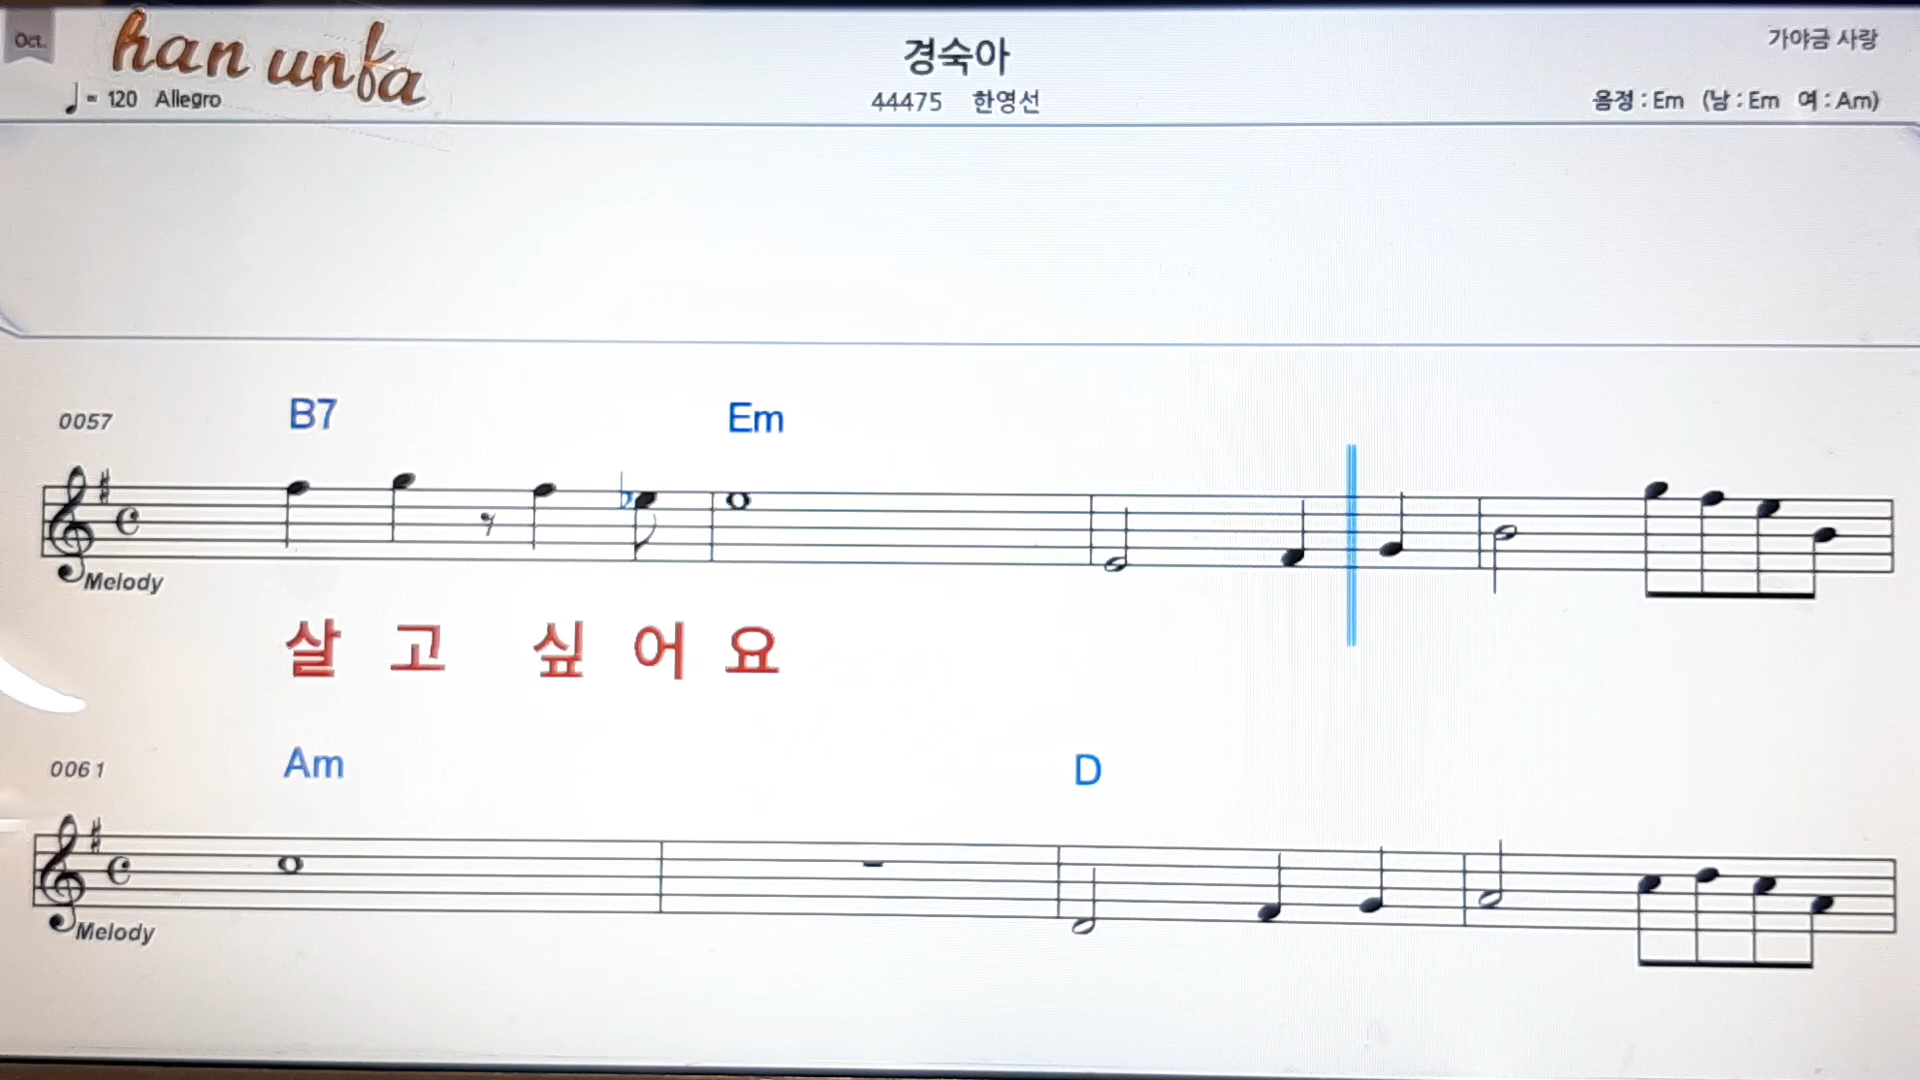 Oct.
han unfa
가야금 사랑
경숙아
♩= 120 Allegro
44475 한영선
음정 : Em (남 : Em 여 : Am)
0057 B7 Em
Melody
살 고 싶 어 요
0061 Am D
Melody